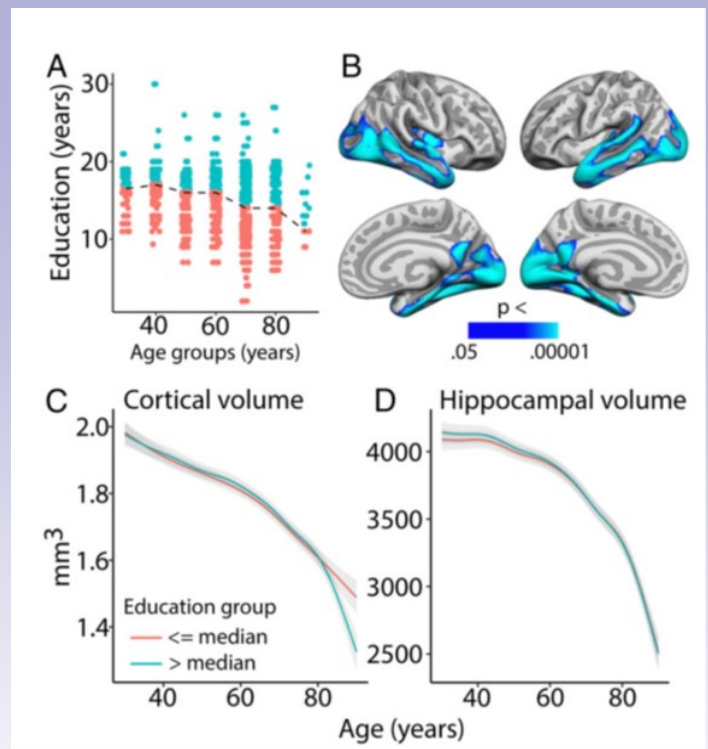 A
B
Education (years)
30
20
10
40
60
80
Age groups (years)
p <
.05
.00001
C Cortical volume
D Hippocampal volume
mm³
2.0
1.8
1.6
1.4
Education group
<= median
> median
40
60
80
4000
3500
3000
2500
40
60
80
Age (years)